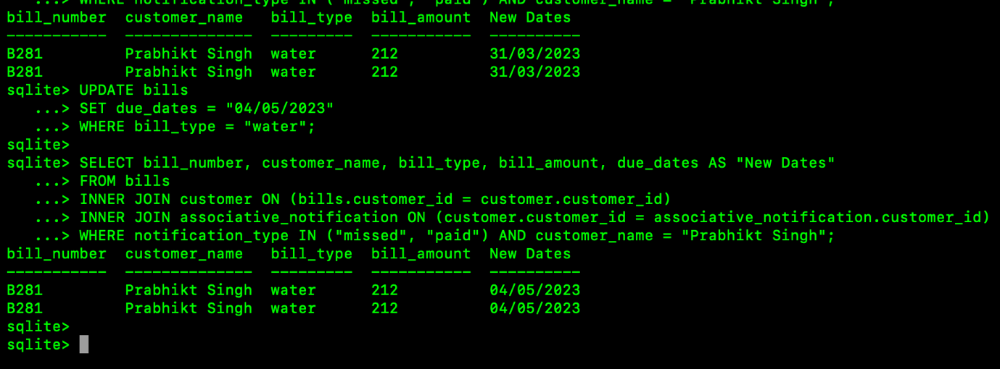 ...> WHERE notification_type IN ("missed", "paid") AND customer_name = "Prabhikt Singh";
bill_number  customer_name   bill_type  bill_amount  New Dates
-----------  --------------  ---------  -----------  ----------
B281         Prabhikt Singh  water      212          31/03/2023
B281         Prabhikt Singh  water      212          31/03/2023
sqlite> UPDATE bills
   ...> SET due_dates = "04/05/2023"
   ...> WHERE bill_type = "water";
sqlite>
sqlite> SELECT bill_number, customer_name, bill_type, bill_amount, due_dates AS "New Dates"
   ...> FROM bills
   ...> INNER JOIN customer ON (bills.customer_id = customer.customer_id)
   ...> INNER JOIN associative_notification ON (customer.customer_id = associative_notification.customer_id)
   ...> WHERE notification_type IN ("missed", "paid") AND customer_name = "Prabhikt Singh";
bill_number  customer_name   bill_type  bill_amount  New Dates
-----------  --------------  ---------  -----------  ----------
B281         Prabhikt Singh  water      212          04/05/2023
B281         Prabhikt Singh  water      212          04/05/2023
sqlite>
sqlite>